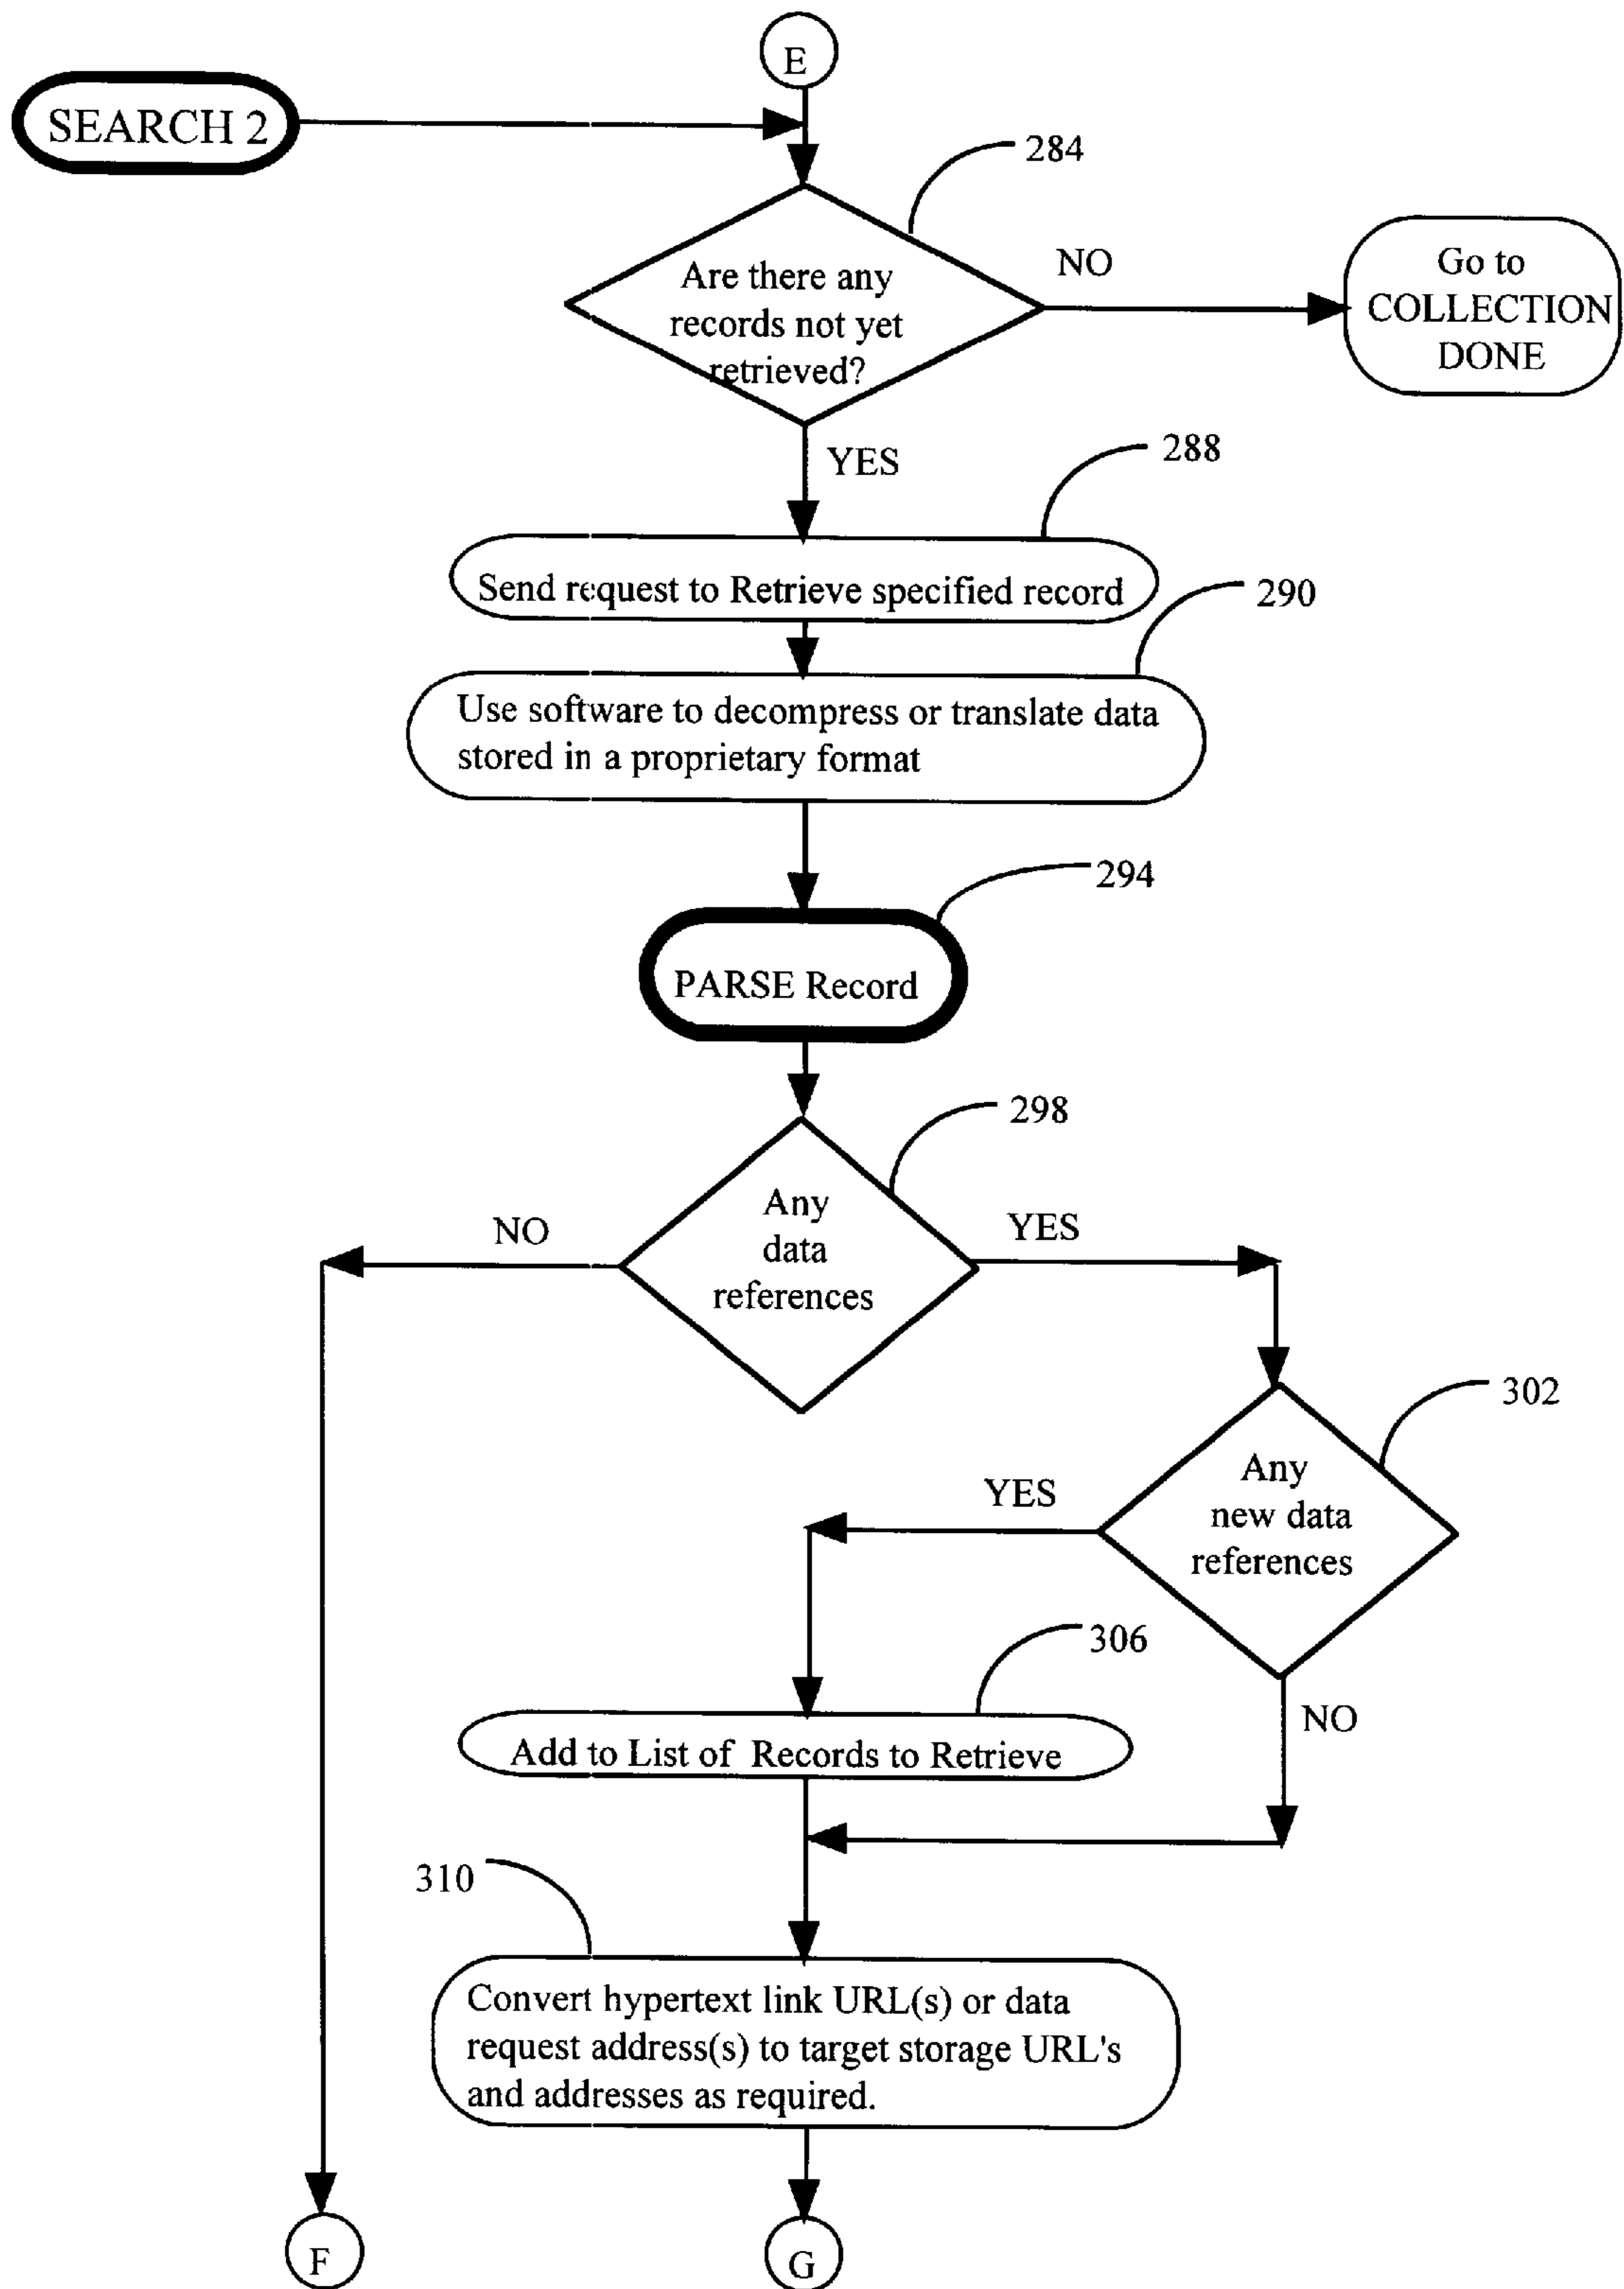 E
SEARCH 2
284
Are there any
records not yet
retrieved?
NO
Go to
COLLECTION
DONE
YES
288
Send request to Retrieve specified record
290
Use software to decompress or translate data
stored in a proprietary format
294
PARSE Record
298
Any
data
references
NO
YES
302
Any
new data
references
YES
306
NO
Add to List of Records to Retrieve
310
Convert hypertext link URL(s) or data
request address(s) to target storage URL's
and addresses as required.
F
G